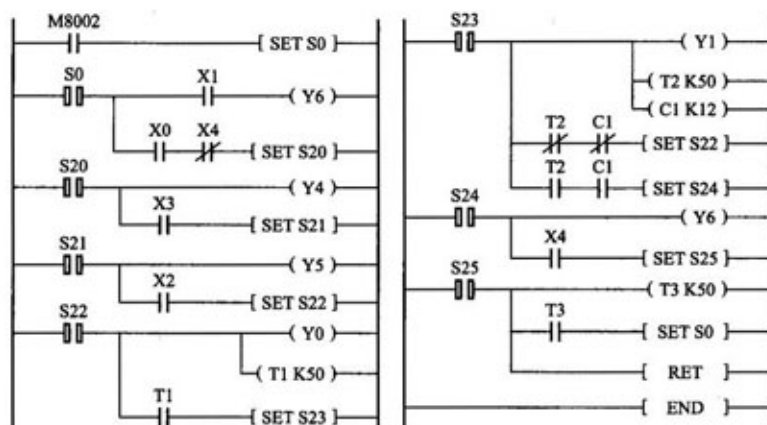 M8002
[ SET S0 ]
S0
X1
( Y6 )
X0 X4
[ SET S20 ]
S20
( Y4 )
X3
[ SET S21 ]
S21
( Y5 )
X2
[ SET S22 ]
S22
( Y0 )
( T1 K50 )
T1
[ SET S23 ]
S23
( Y1 )
( T2 K50 )
( C1 K12 )
T2 C1
[ SET S22 ]
T2 C1
[ SET S24 ]
S24
( Y6 )
X4
[ SET S25 ]
S25
( T3 K50 )
T3
[ SET S0 ]
[ RET ]
[ END ]